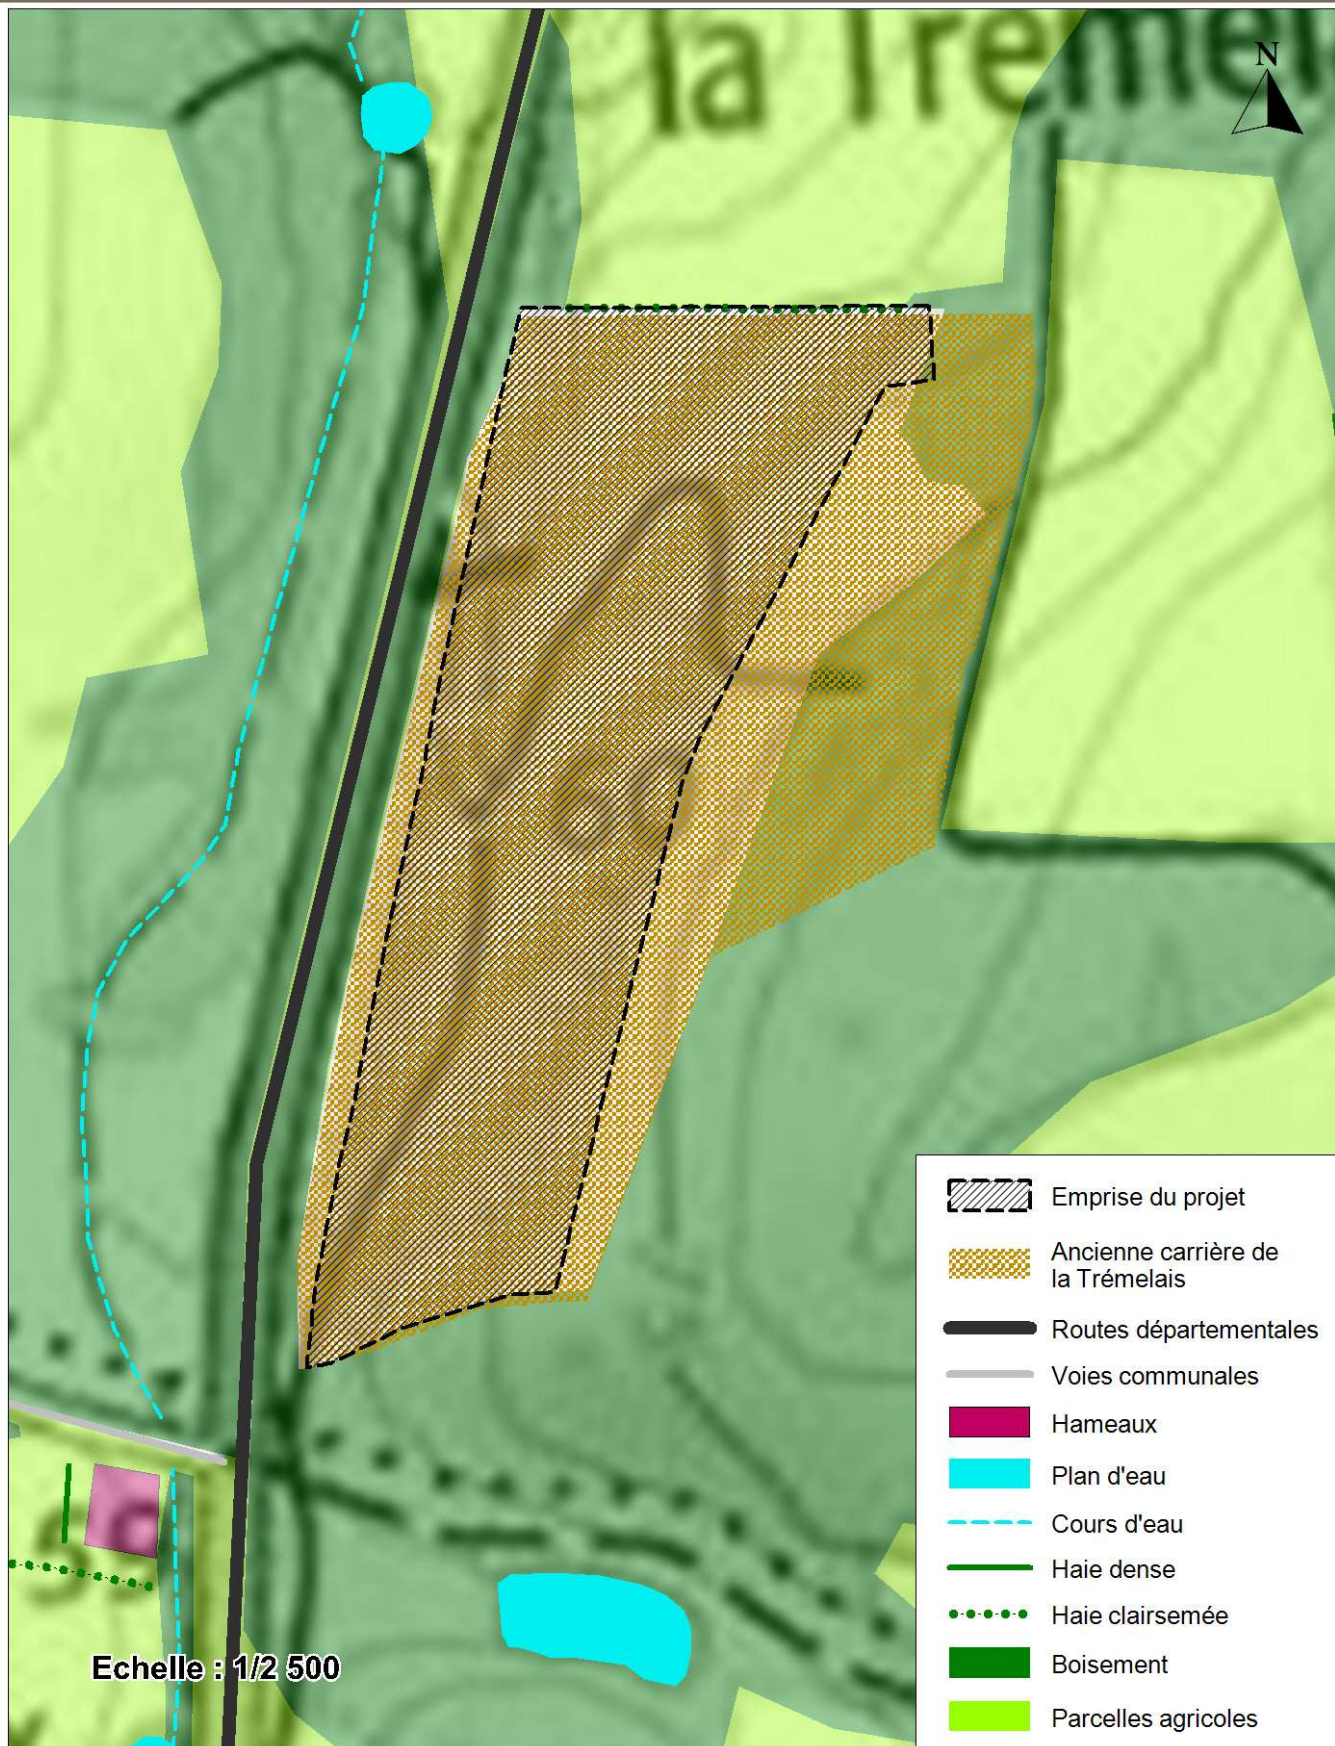 la Trémel
N
Emprise du projet
Ancienne carrière de
la Trémelais
Routes départementales
Voies communales
Hameaux
Plan d'eau
Cours d'eau
Haie dense
Haie clairsemée
Boisement
Parcelles agricoles
55
Echelle : 1/2 500